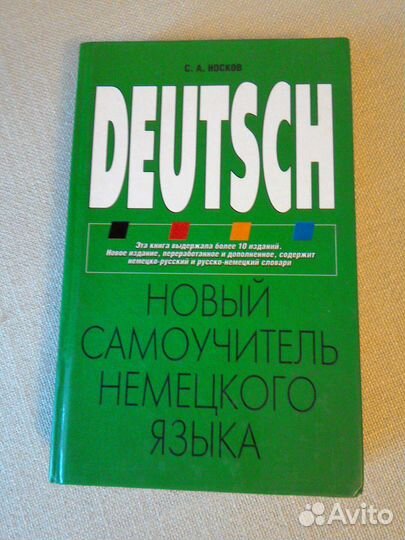 С. А. НОСКОВ
DEUTSCH
Эта книга выдержала более 10 изданий.
Новое издание, переработанное и дополненное, содержит
немецко-русский и русско-немецкий словари
НОВЫЙ
САМОУЧИТЕЛЬ
НЕМЕЦКОГО
ЯЗЫКА
Avito